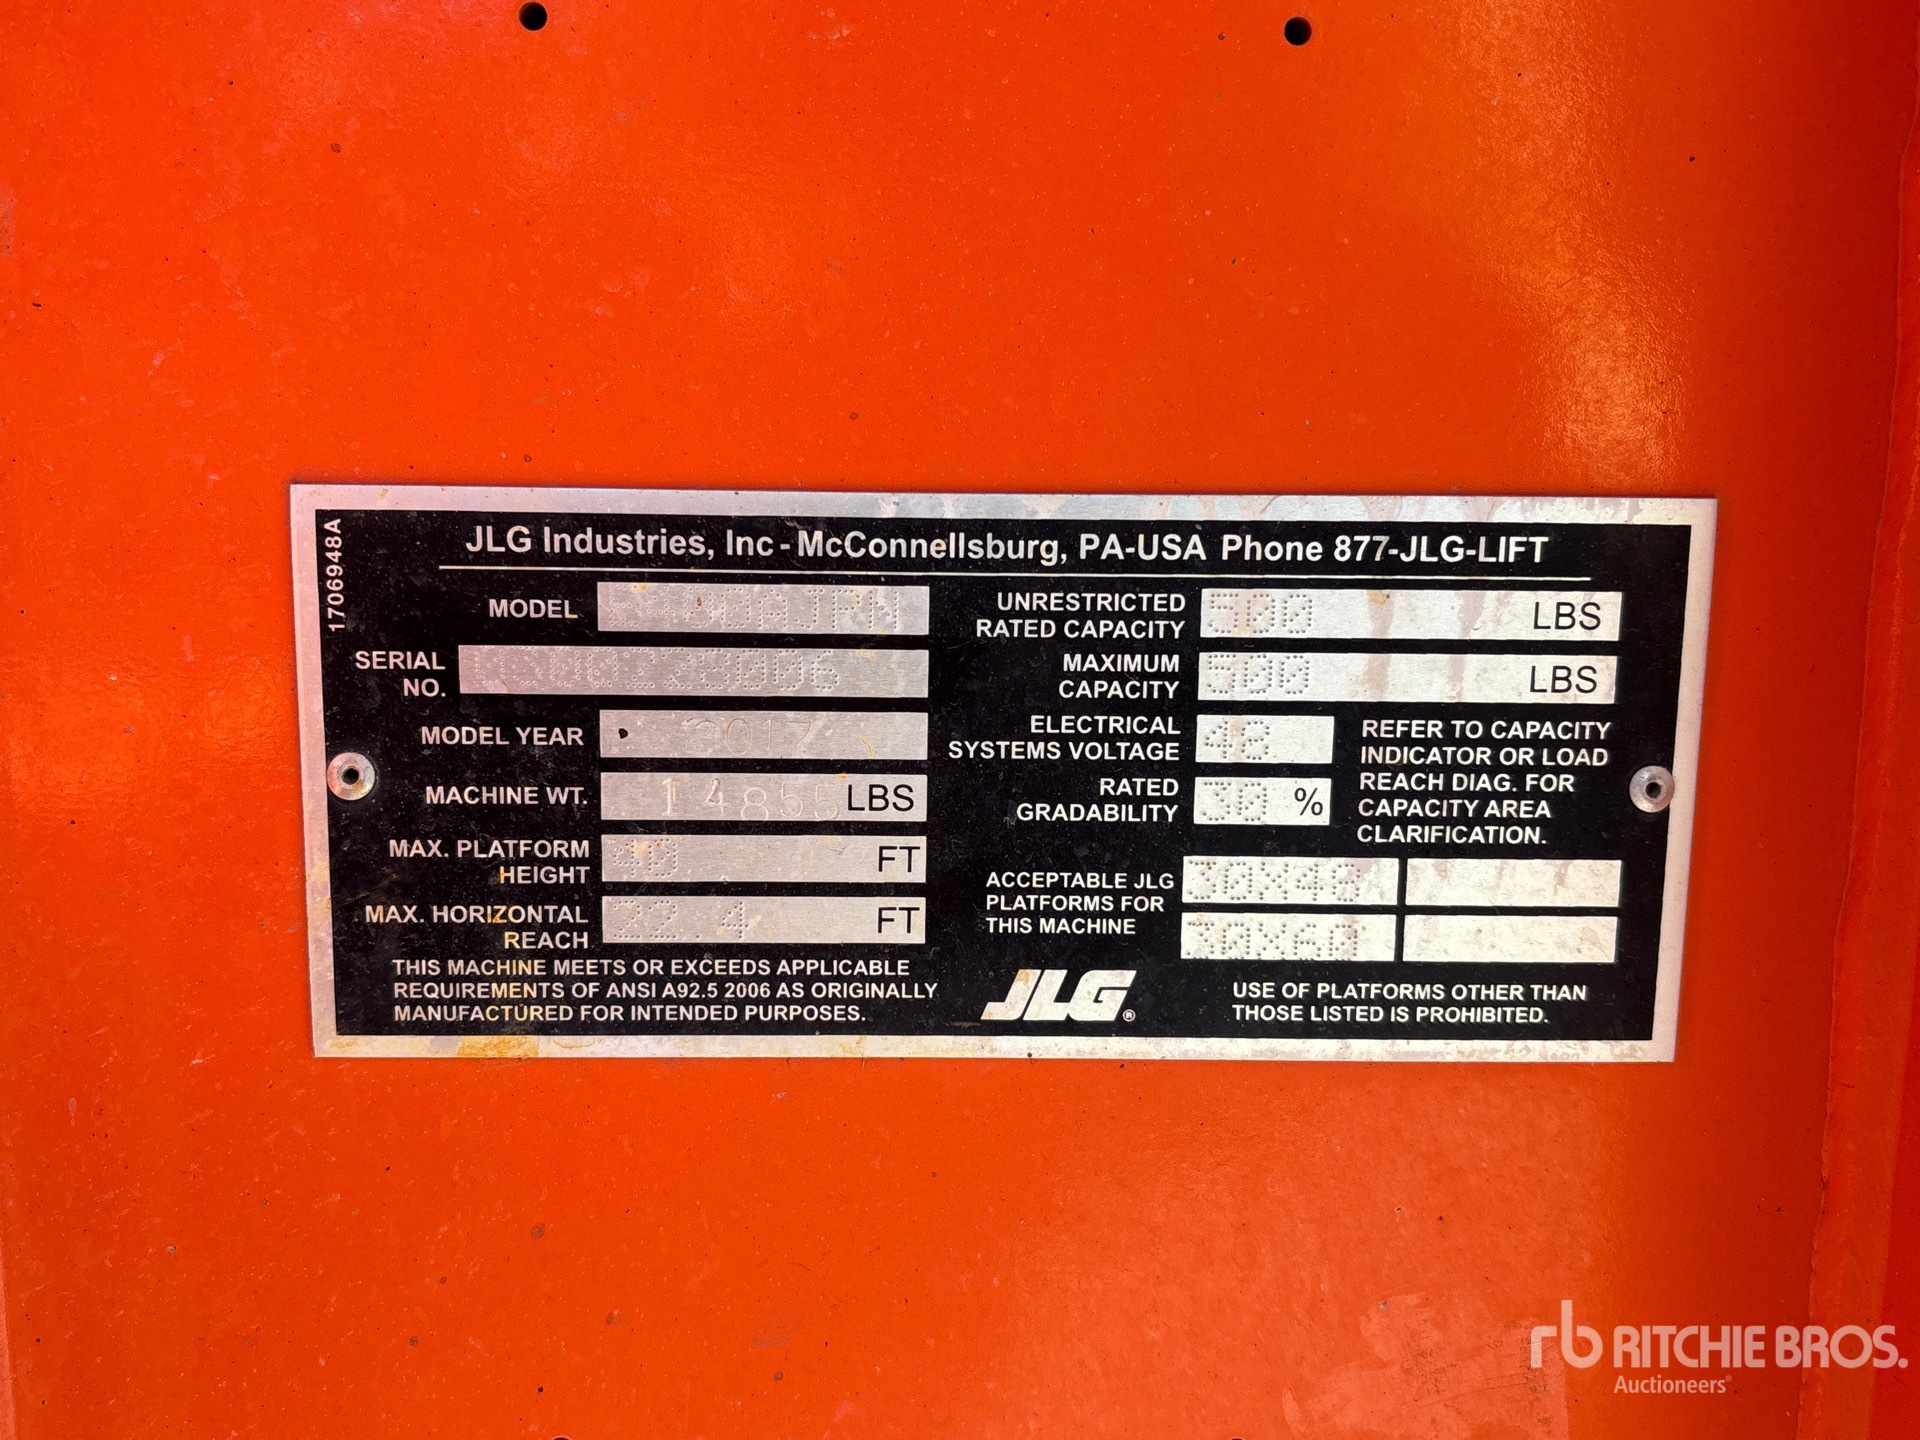 17069948A
JLG Industries, Inc - McConnellsburg, PA-USA Phone 877-JLG-LIFT
MODEL E400AJPN
SERIAL
NO.
MODEL YEAR 2017
MACHINE WT. 14855 LBS
MAX. PLATFORM
HEIGHT 40 FT
MAX. HORIZONTAL
REACH 22.4 FT
THIS MACHINE MEETS OR EXCEEDS APPLICABLE
REQUIREMENTS OF ANSI A92.5 2006 AS ORIGINALLY
MANUFACTURED FOR INTENDED PURPOSES.
UNRESTRICTED
RATED CAPACITY 500 LBS
MAXIMUM
CAPACITY 500 LBS
ELECTRICAL
SYSTEMS VOLTAGE 48
RATED
GRADABILITY 30 %
REFER TO CAPACITY
INDICATOR OR LOAD
REACH DIAG. FOR
CAPACITY AREA
CLARIFICATION.
ACCEPTABLE JLG
PLATFORMS FOR
THIS MACHINE
30X40
30X60
JLG®
USE OF PLATFORMS OTHER THAN
THOSE LISTED IS PROHIBITED.
rb RITCHIE BROS.
Auctioneers